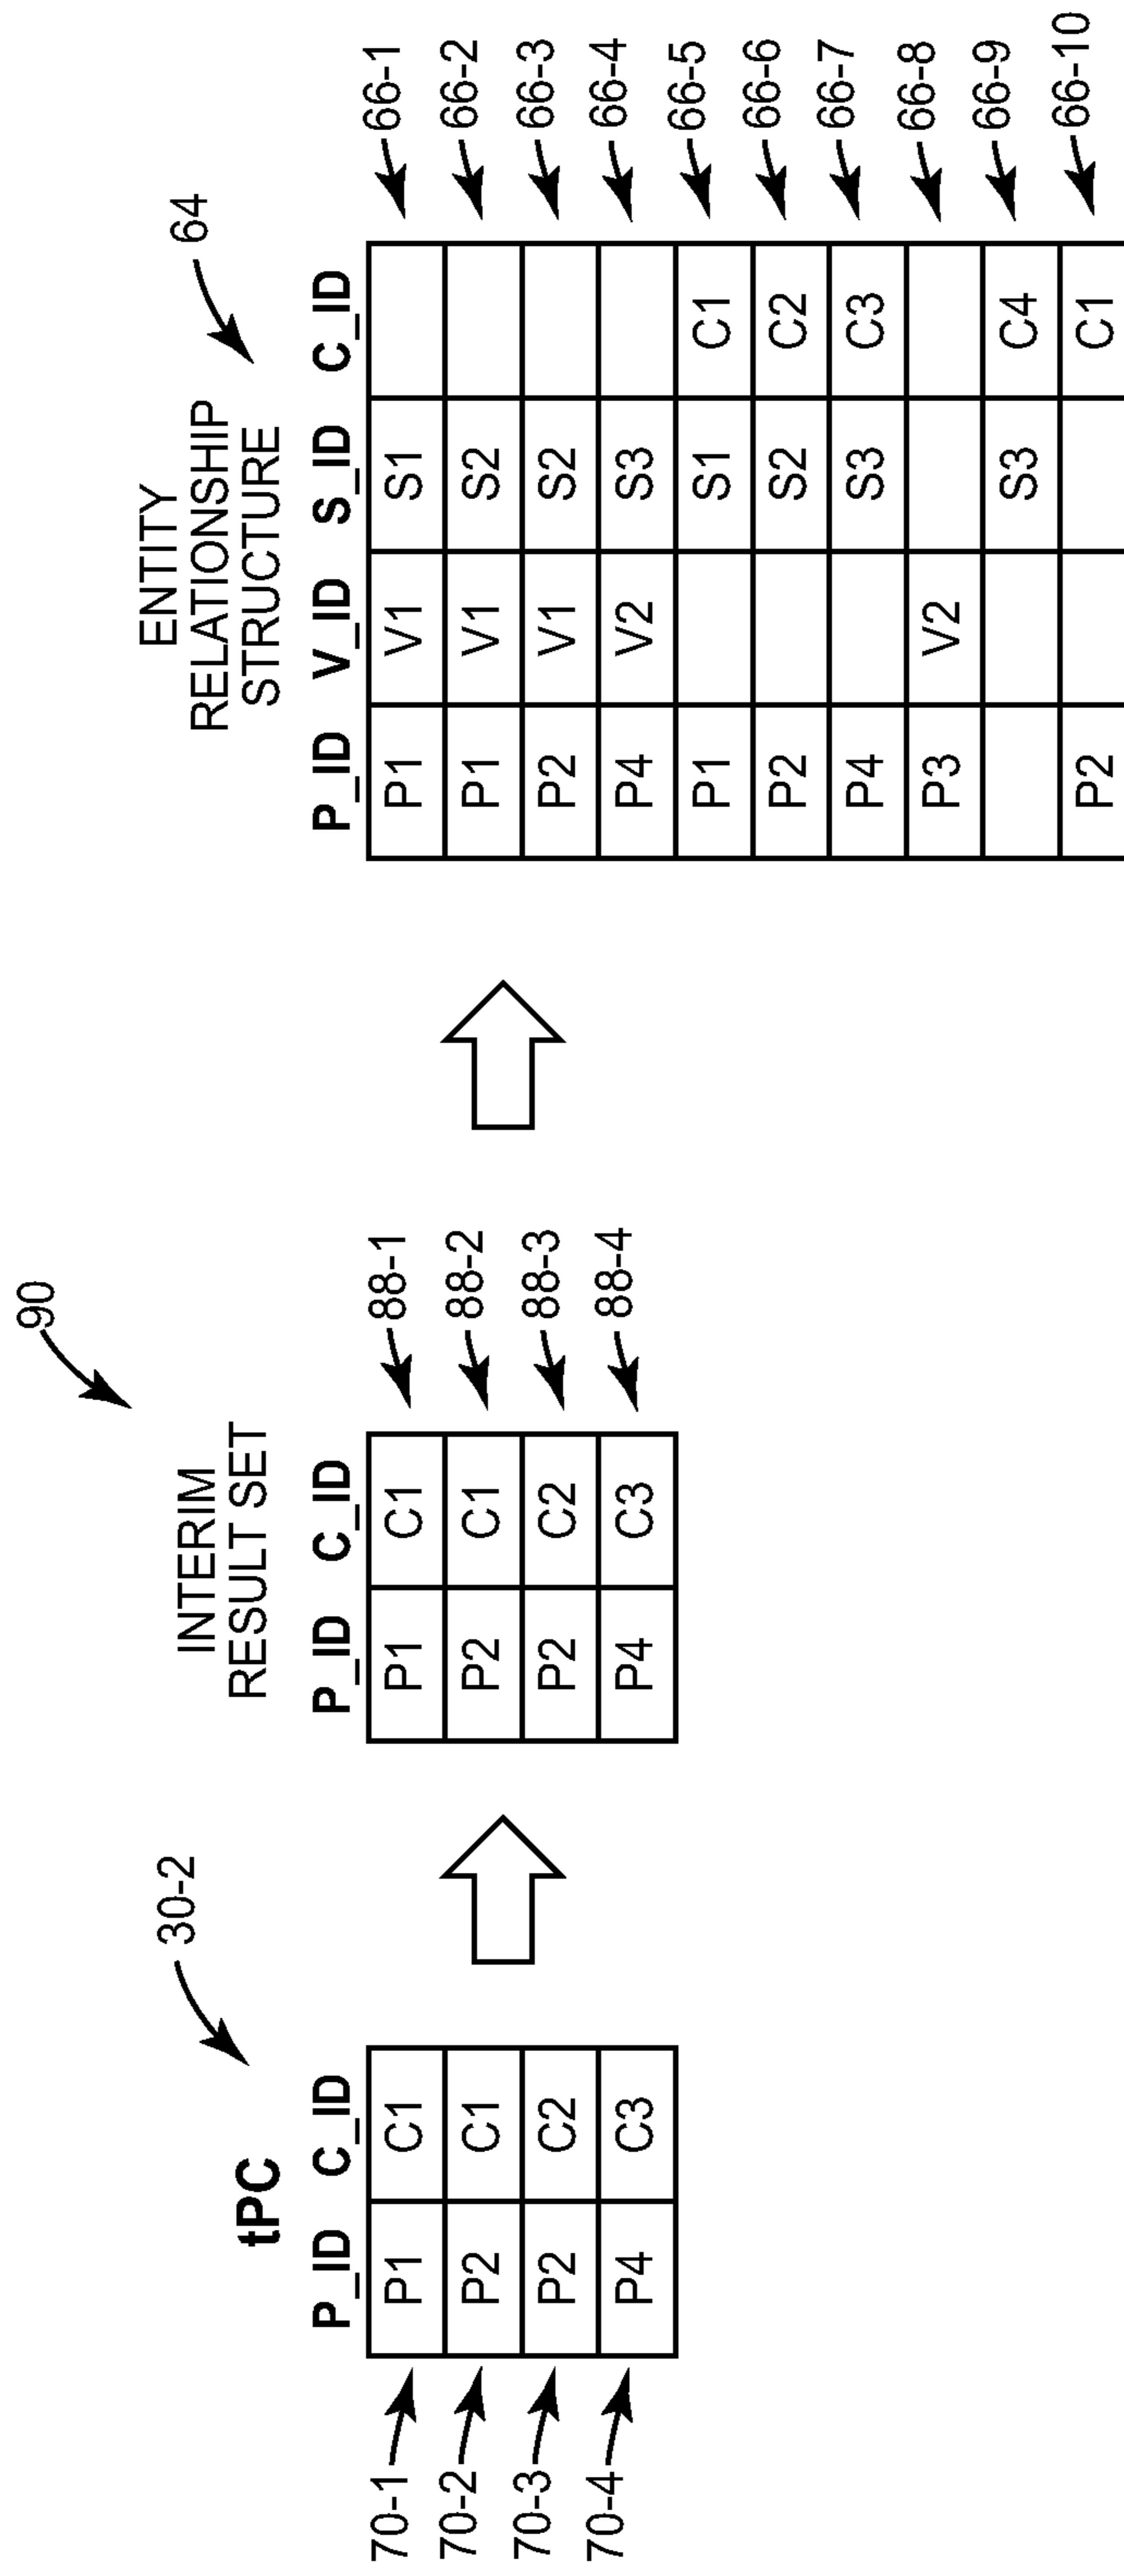 90
30-2
64
tPC
P_ID C_ID
70-1 P1 C1
70-2 P2 C1
70-3 P2 C2
70-4 P4 C3
INTERIM
RESULT SET
P_ID C_ID
P1 C1 88-1
P2 C1 88-2
P2 C2 88-3
P4 C3 88-4
ENTITY
RELATIONSHIP
STRUCTURE
P_ID V_ID S_ID C_ID
P1 V1 S1 66-1
P1 V1 S2 66-2
P2 V1 S2 66-3
P4 V2 S3 66-4
P1 S1 C1 66-5
P2 S2 C2 66-6
P4 S3 C3 66-7
P3 V2 66-8
S3 C4 66-9
P2 C1 66-10